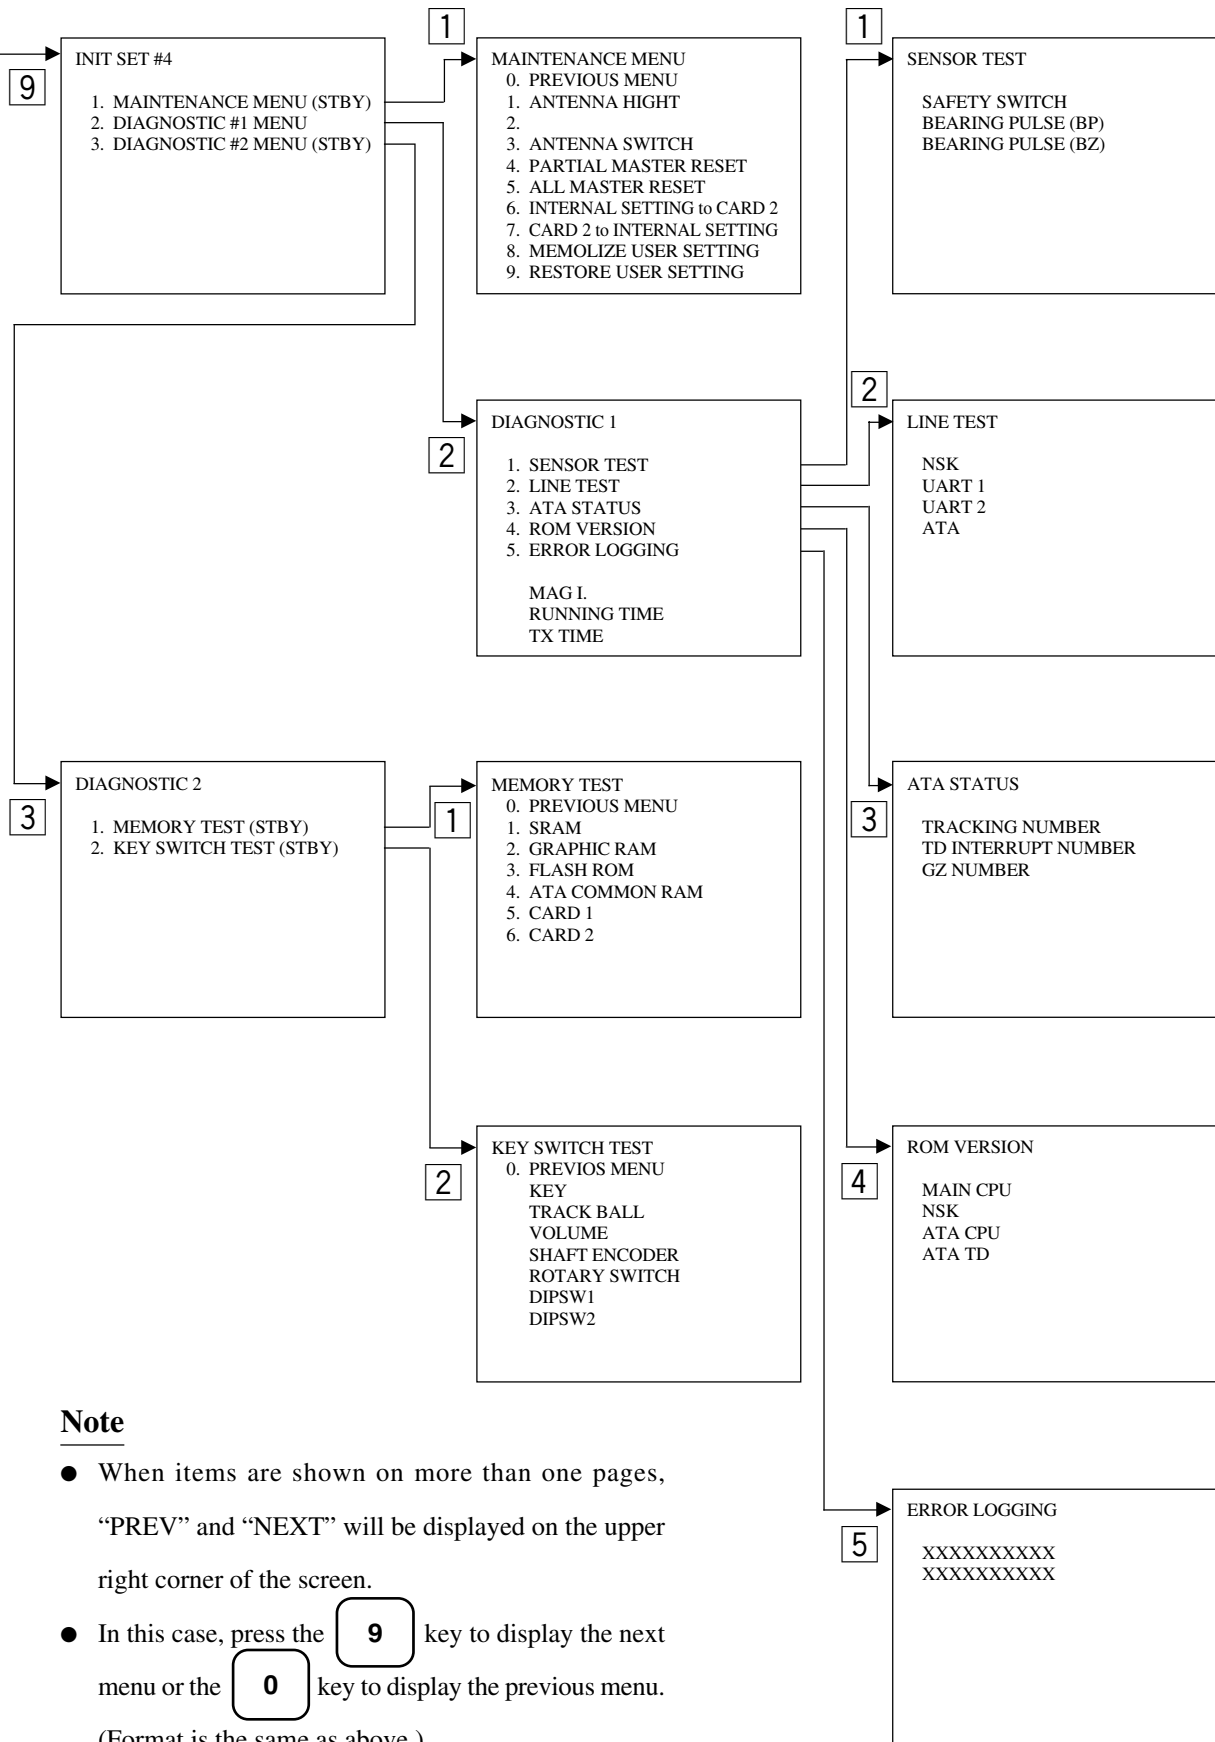 9
INIT SET #4
1. MAINTENANCE MENU (STBY)
2. DIAGNOSTIC #1 MENU
3. DIAGNOSTIC #2 MENU (STBY)
1
MAINTENANCE MENU
0. PREVIOUS MENU
1. ANTENNA HIGHT
2.
3. ANTENNA SWITCH
4. PARTIAL MASTER RESET
5. ALL MASTER RESET
6. INTERNAL SETTING to CARD 2
7. CARD 2 to INTERNAL SETTING
8. MEMOLIZE USER SETTING
9. RESTORE USER SETTING
1
SENSOR TEST
SAFETY SWITCH
BEARING PULSE (BP)
BEARING PULSE (BZ)
2
DIAGNOSTIC 1
1. SENSOR TEST
2. LINE TEST
3. ATA STATUS
4. ROM VERSION
5. ERROR LOGGING
MAG I.
RUNNING TIME
TX TIME
2
LINE TEST
NSK
UART 1
UART 2
ATA
3
DIAGNOSTIC 2
1. MEMORY TEST (STBY)
2. KEY SWITCH TEST (STBY)
1
MEMORY TEST
0. PREVIOUS MENU
1. SRAM
2. GRAPHIC RAM
3. FLASH ROM
4. ATA COMMON RAM
5. CARD 1
6. CARD 2
3
ATA STATUS
TRACKING NUMBER
TD INTERRUPT NUMBER
GZ NUMBER
2
KEY SWITCH TEST
0. PREVIOS MENU
KEY
TRACK BALL
VOLUME
SHAFT ENCODER
ROTARY SWITCH
DIPSW1
DIPSW2
4
ROM VERSION
MAIN CPU
NSK
ATA CPU
ATA TD
5
ERROR LOGGING
XXXXXXXXXX
XXXXXXXXXX
Note
● When items are shown on more than one pages,
“PREV” and “NEXT” will be displayed on the upper
right corner of the screen.
● In this case, press the 9 key to display the next
menu or the 0 key to display the previous menu.
(Format is the same as above.)